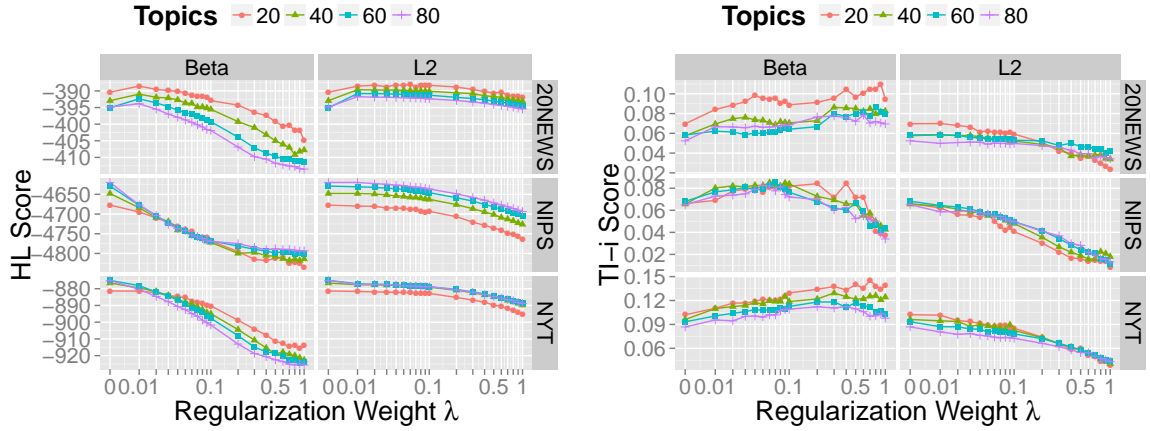 Topics 20 40 60 80
Beta L2
HL Score
−390
−395
−400
−405
−410
20NEWS
−4650
−4700
−4800
NIPS
−880
−890
−900
−910
−920
NYT
0 0.01 0.1 0.5 1 0 0.01 0.1 0.5 1
Regularization Weight λ
Topics 20 40 60 80
Beta L2
TI−i Score
0.10
0.08
0.06
0.04
0.02
20NEWS
0.08
0.06
0.04
0.02
NIPS
0.15
0.12
0.09
0.06
NYT
0 0.01 0.1 0.5 1 0 0.01 0.1 0.5 1
Regularization Weight λ